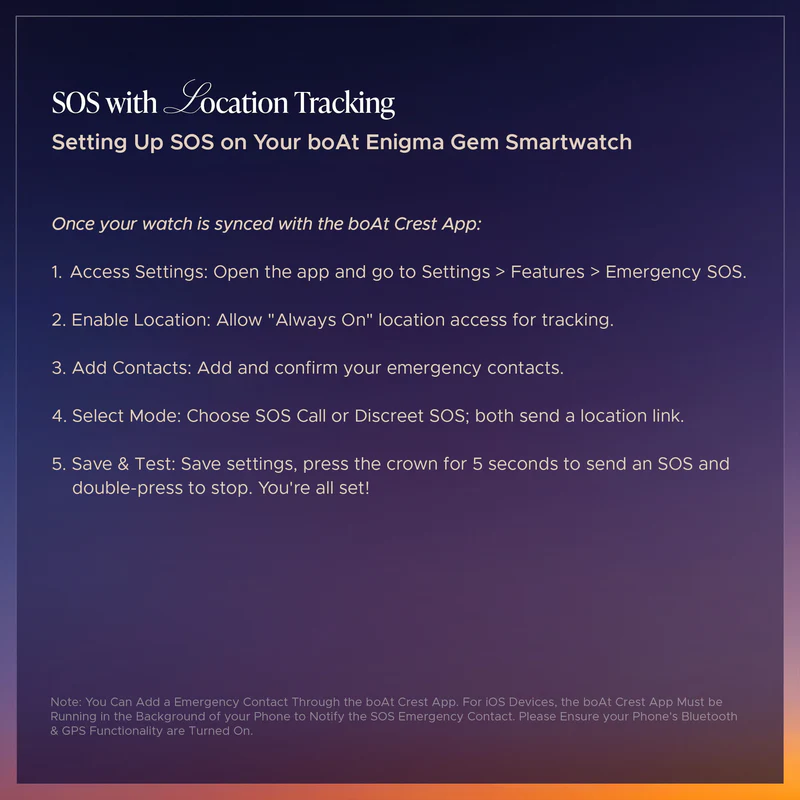 SOS with Location Tracking
Setting Up SOS on Your boAt Enigma Gem Smartwatch
Once your watch is synced with the boAt Crest App:
1. Access Settings: Open the app and go to Settings > Features > Emergency SOS.
2. Enable Location: Allow "Always On" location access for tracking.
3. Add Contacts: Add and confirm your emergency contacts.
4. Select Mode: Choose SOS Call or Discreet SOS; both send a location link.
5. Save & Test: Save settings, press the crown for 5 seconds to send an SOS and
double-press to stop. You're all set!
Note: You Can Add a Emergency Contact Through the boAt Crest App. For iOS Devices, the boAt Crest App Must be
Running in the Background of your Phone to Notify the SOS Emergency Contact. Please Ensure your Phone's Bluetooth
& GPS Functionality are Turned On.